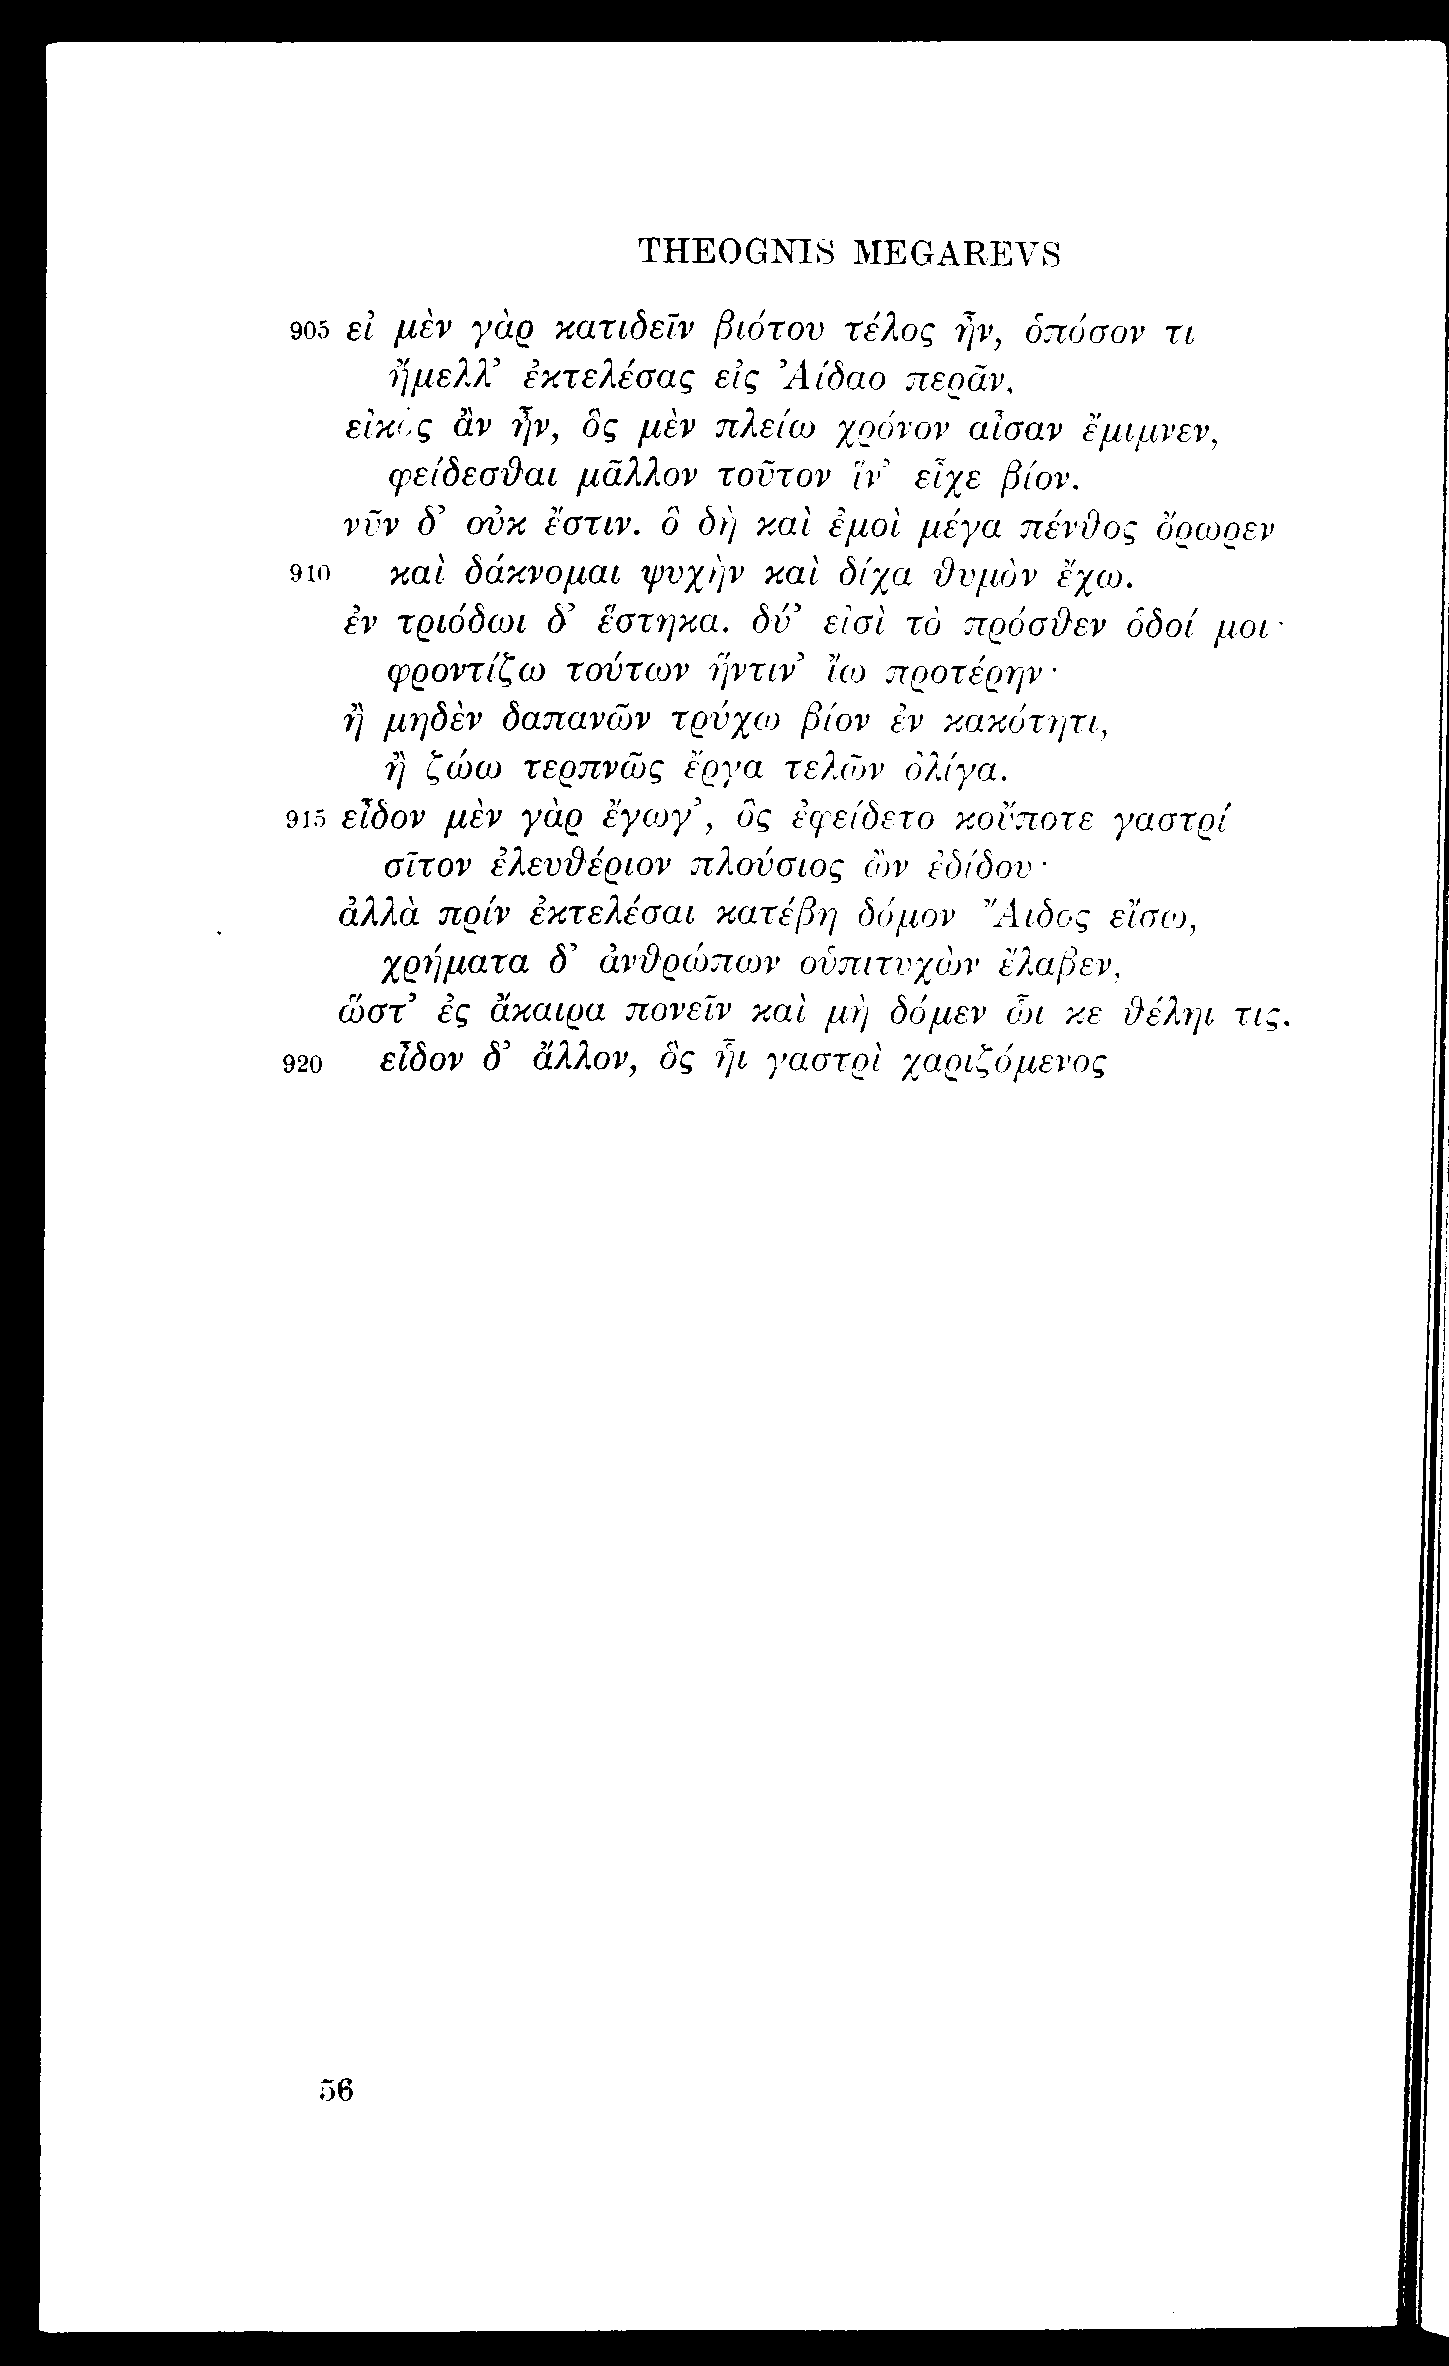 THEOGNIS MEGAREVS
905 εἰ μὲν γὰρ κατιδεῖν βιότου τέλος ἦν, ὁπόσον τι
ἤμελλ’ ἐκτελέσας εἰς Ἀίδαο περᾶν,
εἰκὸς ἂν ἦν, ὃς μὲν πλείω χρόνον αἶσαν ἔμιμνεν,
φείδεσθαι μᾶλλον τοῦτον ἵν’ εἶχε βίον.
νῦν δ’ οὐκ ἔστιν. ὃ δὴ καὶ ἐμοὶ μέγα πένθος ὄρωρεν
910 καὶ δάκνομαι ψυχὴν καὶ δίχα θυμὸν ἔχω.
ἐν τριόδωι δ’ ἕστηκα. δύ’ εἰσὶ τὸ πρόσθεν ὁδοί μοι·
φροντίζω τούτων ἥντιν’ ἴω προτέρην·
ἢ μηδὲν δαπανῶν τρύχω βίον ἐν κακότητι,
ἢ ζώω τερπνῶς ἔργα τελῶν ὀλίγα.
915 εἶδον μὲν γὰρ ἔγωγ’, ὃς ἐφείδετο κοὔποτε γαστρί
σῖτον ἐλευθέριον πλούσιος ὢν ἐδίδου·
ἀλλὰ πρίν ἐκτελέσαι κατέβη δόμον Ἄιδος εἴσω,
χρήματα δ’ ἀνθρώπων οὑπιτυχὼν ἔλαβεν,
ὥστ’ ἐς ἄκαιρα πονεῖν καὶ μὴ δόμεν ὧι κε θέληι τις.
920 εἶδον δ’ ἄλλον, ὃς ἧι γαστρὶ χαριζόμενος
56